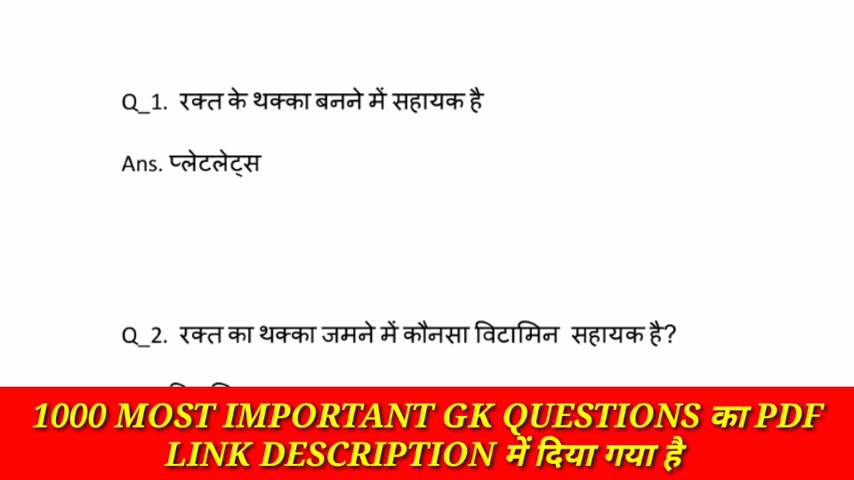 Q_1. रक्त के थक्का बनने में सहायक है
Ans. प्लेटलेट्स
Q_2. रक्त का थक्का जमने में कौनसा विटामिन सहायक है?
1000 MOST IMPORTANT GK QUESTIONS का PDF
LINK DESCRIPTION में दिया गया है